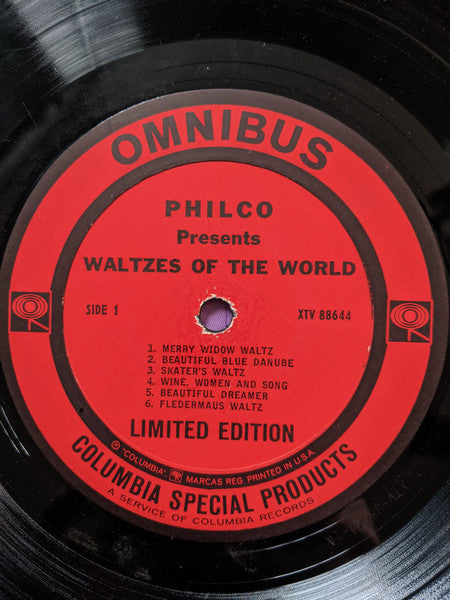 OMNIBUS
PHILCO
Presents
WALTZES OF THE WORLD
SIDE 1
XTV 88644
1. MERRY WIDOW WALTZ
2. BEAUTIFUL BLUE DANUBE
3. SKATER'S WALTZ
4. WINE, WOMEN AND SONG
5. BEAUTIFUL DREAMER
6. FLEDERMAUS WALTZ
LIMITED EDITION
® "COLUMBIA" MARCAS REG. PRINTED IN U.S.A.
COLUMBIA SPECIAL PRODUCTS
A SERVICE OF COLUMBIA RECORDS